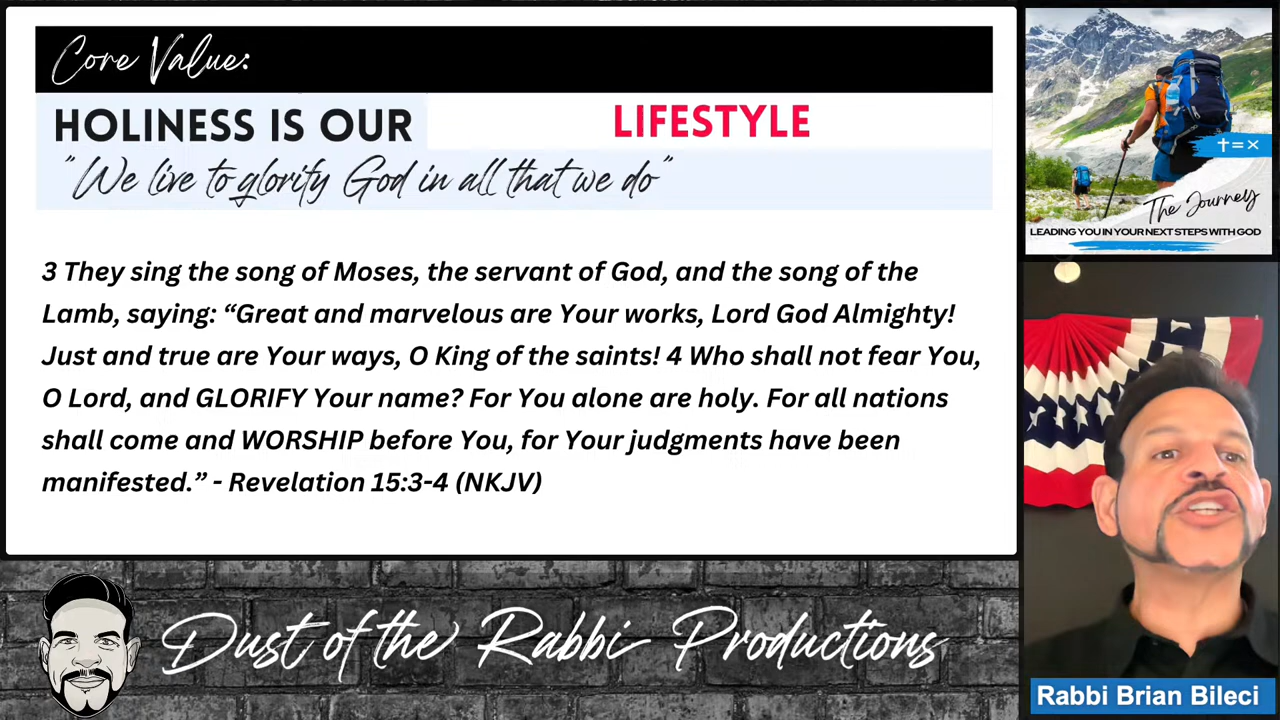 Core Value:
HOLINESS IS OUR LIFESTYLE
"We live to glorify God in all that we do"
3 They sing the song of Moses, the servant of God, and the song of the
Lamb, saying: “Great and marvelous are Your works, Lord God Almighty!
Just and true are Your ways, O King of the saints! 4 Who shall not fear You,
O Lord, and GLORIFY Your name? For You alone are holy. For all nations
shall come and WORSHIP before You, for Your judgments have been
manifested.” - Revelation 15:3-4 (NKJV)
†=×
The Journey
LEADING YOU IN YOUR NEXT STEPS WITH GOD
Dust of the Rabbi Productions
Rabbi Brian Bileci